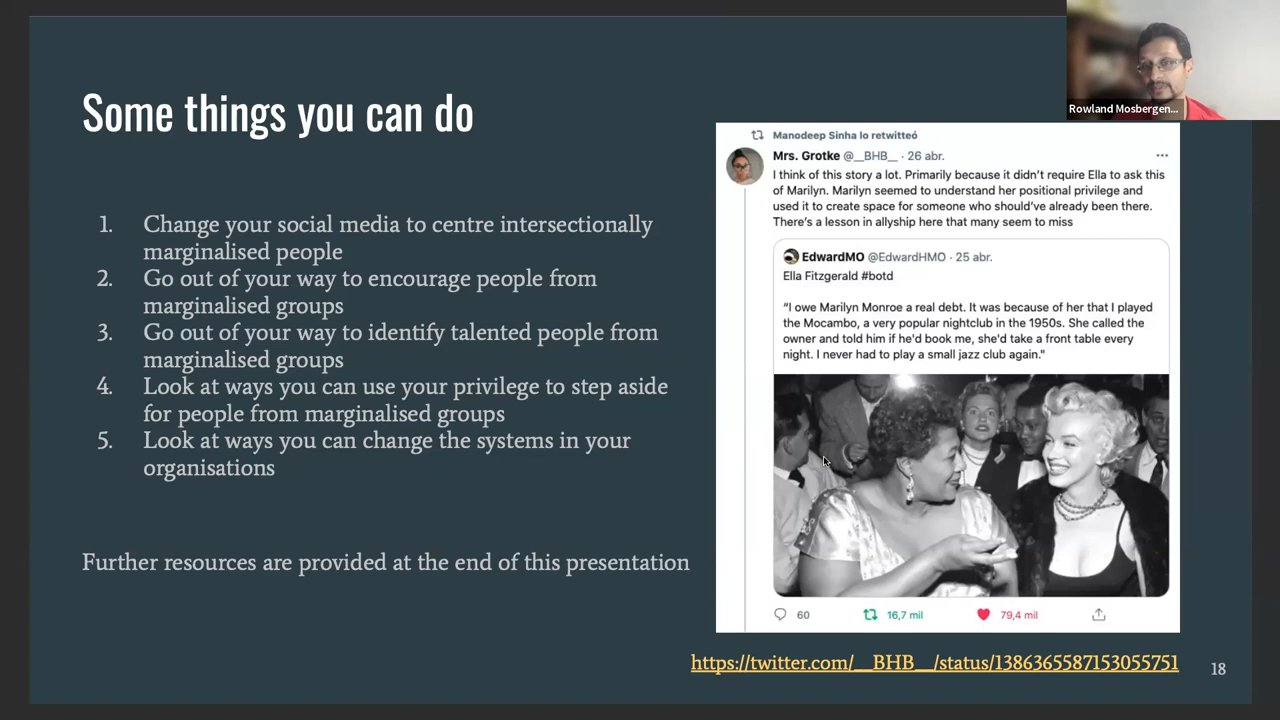 Some things you can do
1. Change your social media to centre intersectionally
marginalised people
2. Go out of your way to encourage people from
marginalised groups
3. Go out of your way to identify talented people from
marginalised groups
4. Look at ways you can use your privilege to step aside
for people from marginalised groups
5. Look at ways you can change the systems in your
organisations
Further resources are provided at the end of this presentation
Rowland Mosbergen...
Manodeep Sinha lo retwitteó
Mrs. Grotke @__BHB_ · 26 abr.
I think of this story a lot. Primarily because it didn't require Ella to ask this
of Marilyn. Marilyn seemed to understand her positional privilege and
used it to create space for someone who should've already been there.
There's a lesson in allyship here that many seem to miss
EdwardMO @EdwardHMO · 25 abr.
Ella Fitzgerald #botd
“I owe Marilyn Monroe a real debt. It was because of her that I played
the Mocambo, a very popular nightclub in the 1950s. She called the
owner and told him if he'd book me, she'd take a front table every
night. I never had to play a small jazz club again."
60 16,7 mil 79,4 mil
https://twitter.com/__BHB__/status/1386365587153055751
18